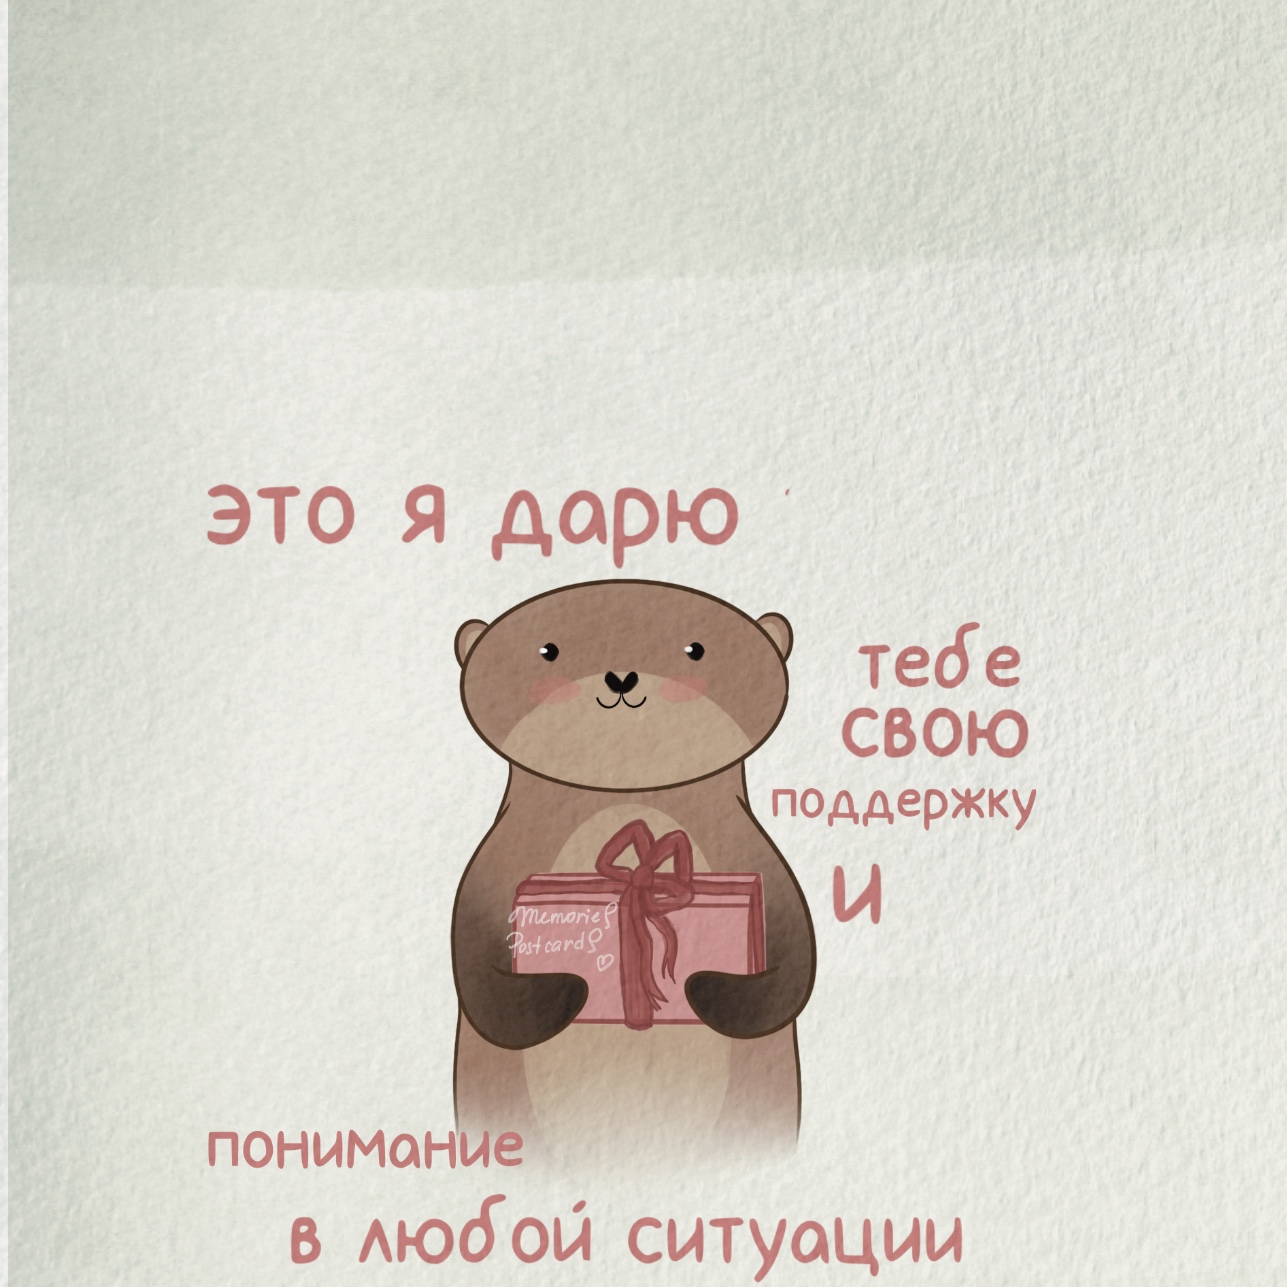 это я дарю
тебе
свою
поддержку
и
Memories
Postcards
понимание
в любой ситуации